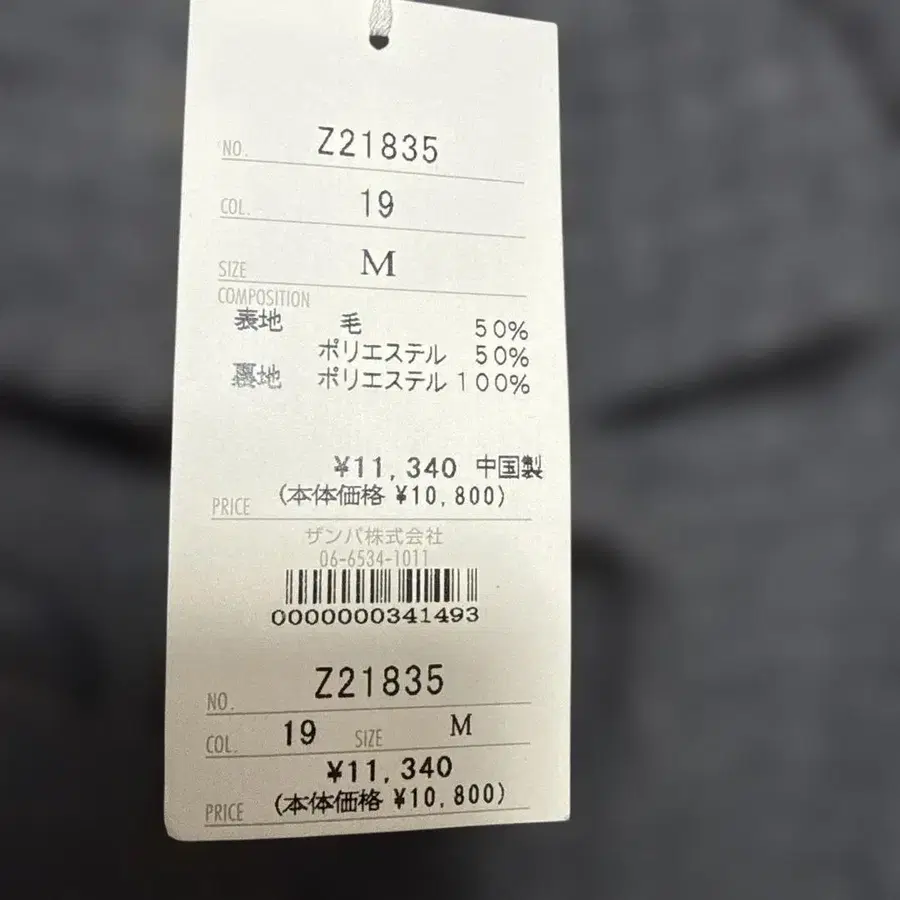 NO. Z21835
COL. 19
SIZE M
COMPOSITION
表地 毛 50%
ポリエステル 50%
裏地 ポリエステル 100%
¥11,340 中国製
PRICE (本体価格 ¥10,800)
ザンパ株式会社
06-6534-1011
0000000341493
NO. Z21835
COL. 19 SIZE M
¥11,340
PRICE (本体価格 ¥10,800)